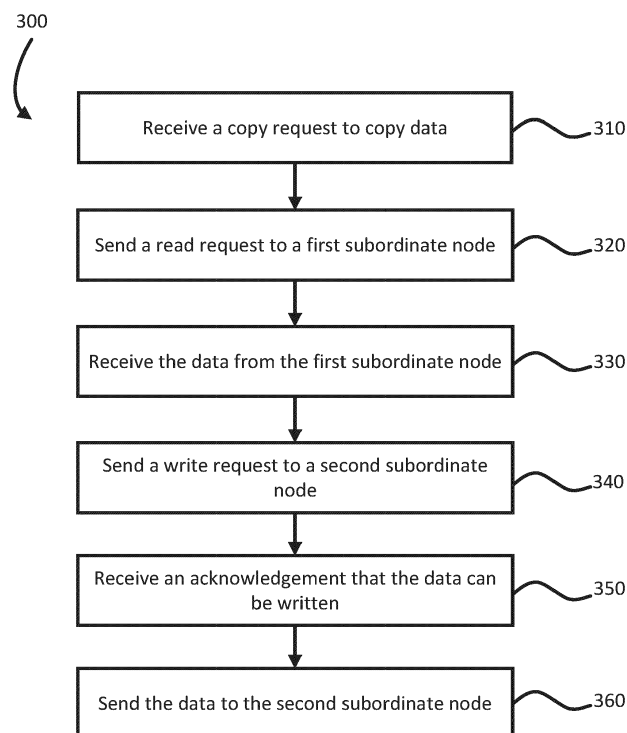 300
Receive a copy request to copy data
310
Send a read request to a first subordinate node
320
Receive the data from the first subordinate node
330
Send a write request to a second subordinate
node
340
Receive an acknowledgement that the data can
be written
350
Send the data to the second subordinate node
360